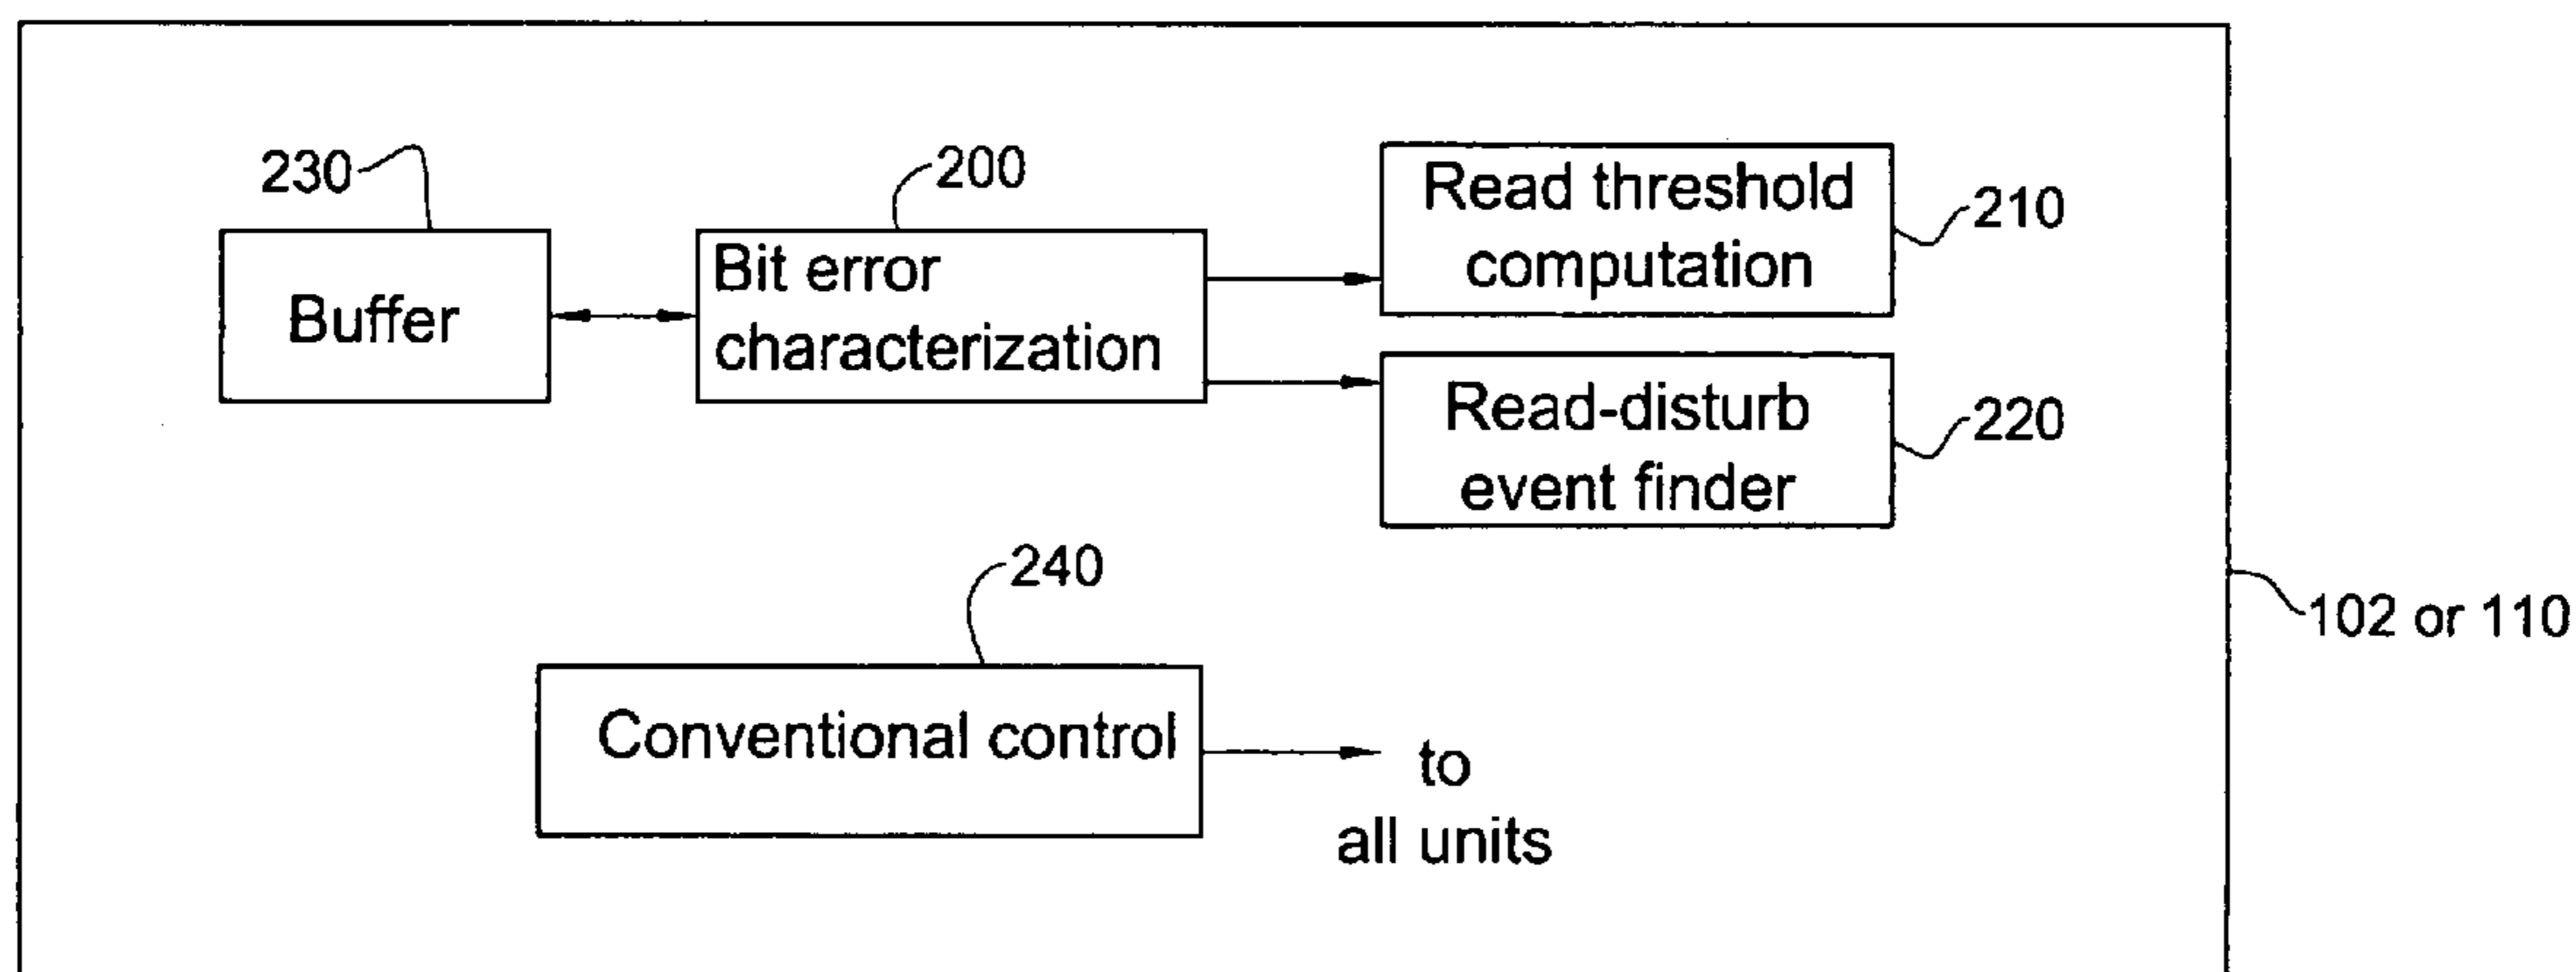 230
200
Read threshold
computation
210
Buffer
Bit error
characterization
Read-disturb
event finder
220
240
102 or 110
Conventional control
to
all units